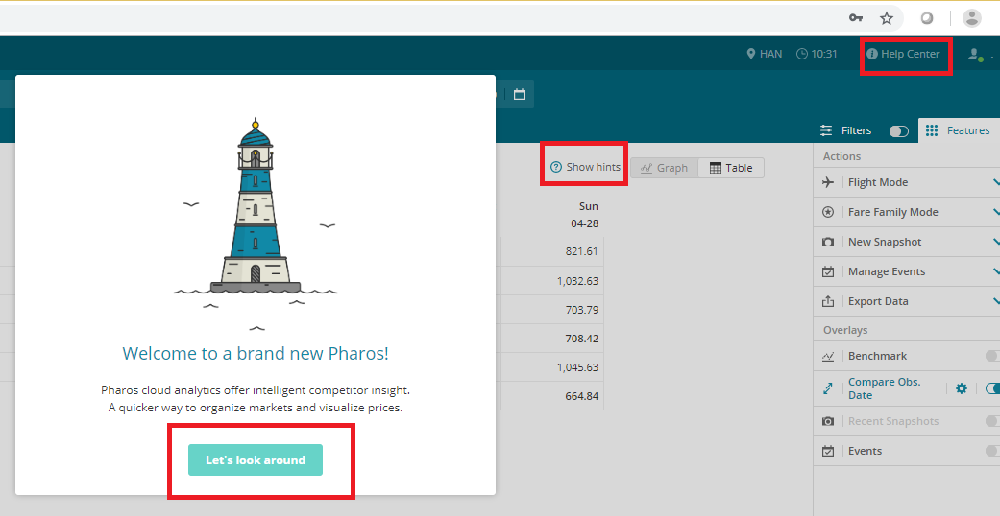 HAN
10:31
Help Center
Filters
Features
Show hints
Graph
Table
Actions
Flight Mode
Fare Family Mode
New Snapshot
Manage Events
Export Data
Overlays
Benchmark
Compare Obs.
Date
Recent Snapshots
Events
Sun
04-28
821.61
1,032.63
703.79
708.42
1,045.63
664.84
Welcome to a brand new Pharos!
Pharos cloud analytics offer intelligent competitor insight.
A quicker way to organize markets and visualize prices.
Let's look around